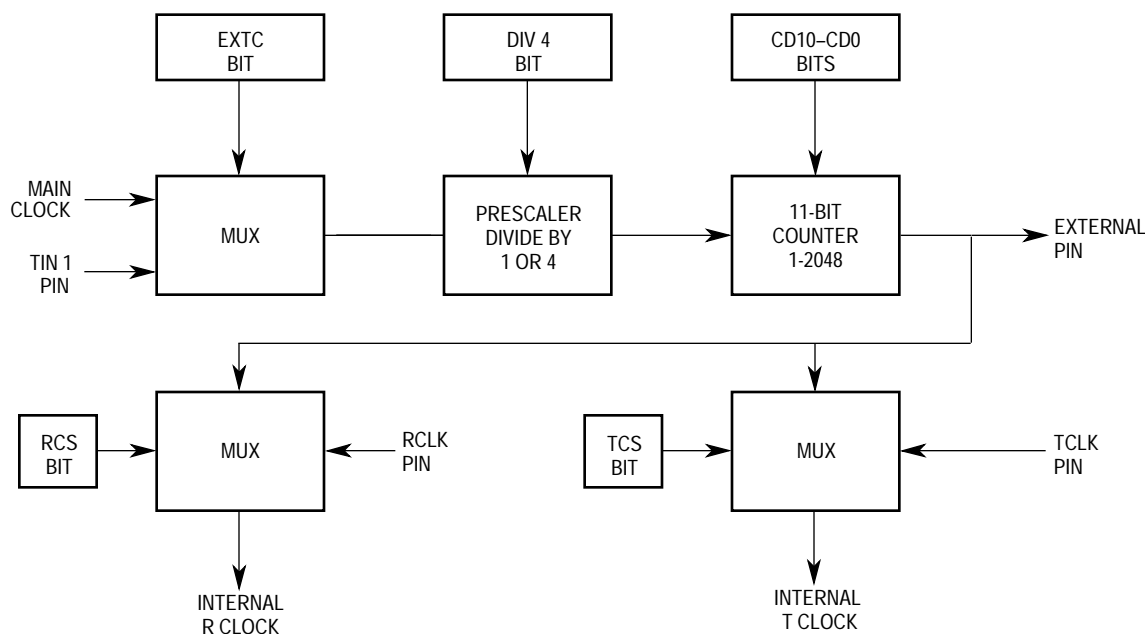 EXTC
BIT
DIV 4
BIT
CD10–CD0
BITS
MAIN
CLOCK
TIN 1
PIN
MUX
PRESCALER
DIVIDE BY
1 OR 4
11-BIT
COUNTER
1-2048
EXTERNAL
PIN
RCS
BIT
MUX
RCLK
PIN
TCS
BIT
MUX
TCLK
PIN
INTERNAL
R CLOCK
INTERNAL
T CLOCK